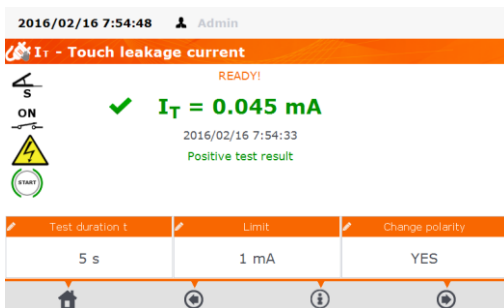 2016/02/16 7:54:48 Admin
IT - Touch leakage current
READY!
S
ON
IT = 0.045 mA
2016/02/16 7:54:33
Positive test result
START
Test duration t Limit Change polarity
5 s 1 mA YES